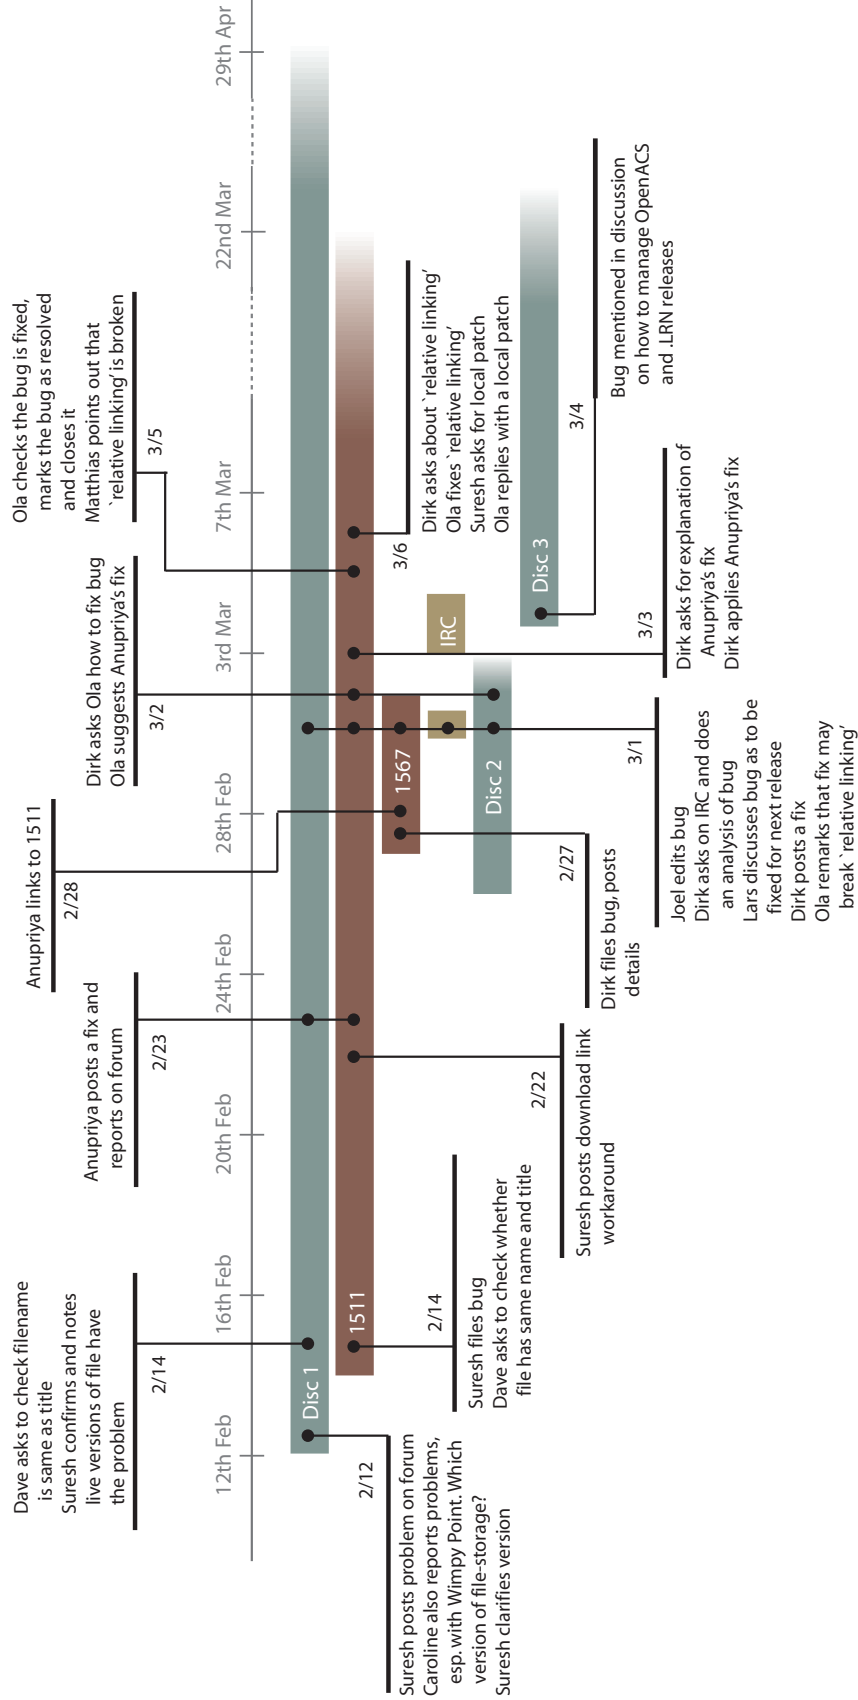 Dave asks to check filename
is same as title
Suresh confirms and notes
live versions of file have
the problem
2/14
Anupriya posts a fix and
reports on forum
2/23
Anupriya links to 1511
2/28
Dirk asks Ola how to fix bug
Ola suggests Anupriya's fix
3/2
Ola checks the bug is fixed,
marks the bug as resolved
and closes it
Matthias points out that
`relative linking' is broken
3/5
12th Feb
16th Feb
20th Feb
24th Feb
28th Feb
3rd Mar
7th Mar
22nd Mar
29th Apr
Disc 1
1511
1567
IRC
Disc 2
Disc 3
2/12
Suresh posts problem on forum
Caroline also reports problems,
esp. with Wimpy Point. Which
version of file-storage?
Suresh clarifies version
2/14
Suresh files bug
Dave asks to check whether
file has same name and title
2/22
Suresh posts download link
workaround
2/27
Dirk files bug, posts
details
3/1
Joel edits bug
Dirk asks on IRC and does
an analysis of bug
Lars discusses bug as to be
fixed for next release
Dirk posts a fix
Ola remarks that fix may
break `relative linking'
3/3
Dirk asks for explanation of
Anupriya's fix
Dirk applies Anupriya's fix
3/6
Dirk asks about `relative linking'
Ola fixes `relative linking'
Suresh asks for local patch
Ola replies with a local patch
3/4
Bug mentioned in discussion
on how to manage OpenACS
and .LRN releases